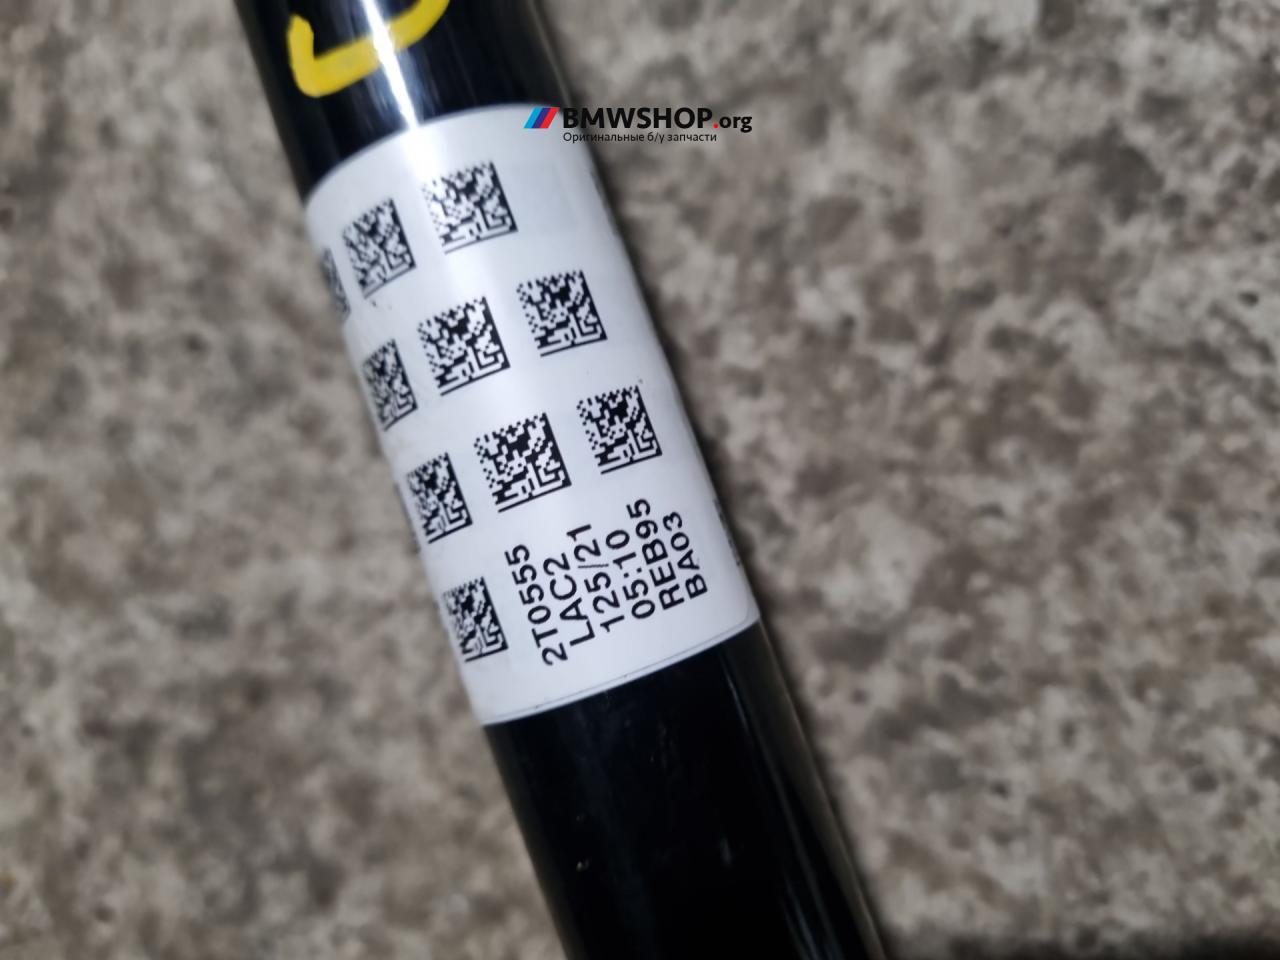 BMWSHOP.org
Оригинальные б/у запчасти
2T0555
LAC2
125/21
05:10
REB95
BA03